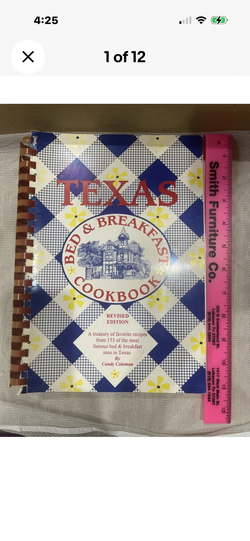 4:25
1 of 12
TEXAS
BED & BREAKFAST
COOKBOOK
REVISED
EDITION
A treasury of favorite recipes
from 153 of the most
famous bed & breakfast
inns in Texas
By
Candy Coleman
Smith Furniture Co.